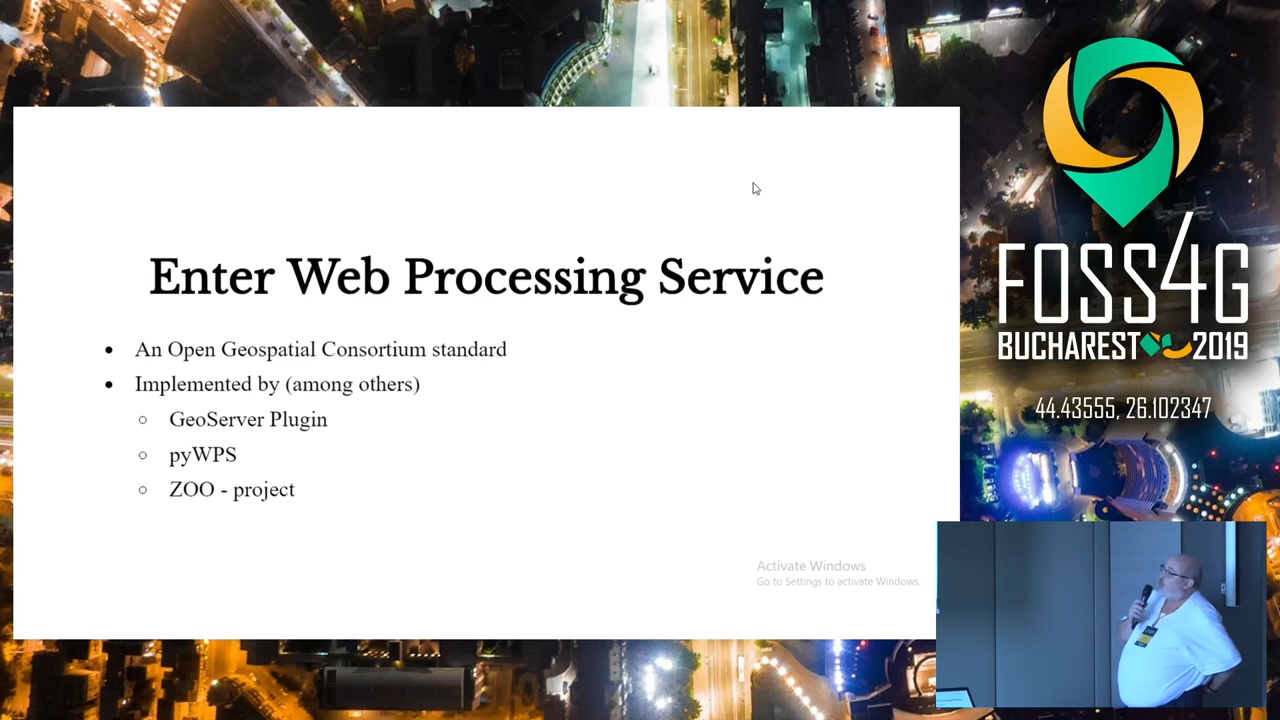 Enter Web Processing Service
• An Open Geospatial Consortium standard
• Implemented by (among others)
○ GeoServer Plugin
○ pyWPS
○ ZOO - project
Activate Windows
Go to Settings to activate Windows.
FOSS4G
BUCHAREST 2019
44.43555, 26.102347